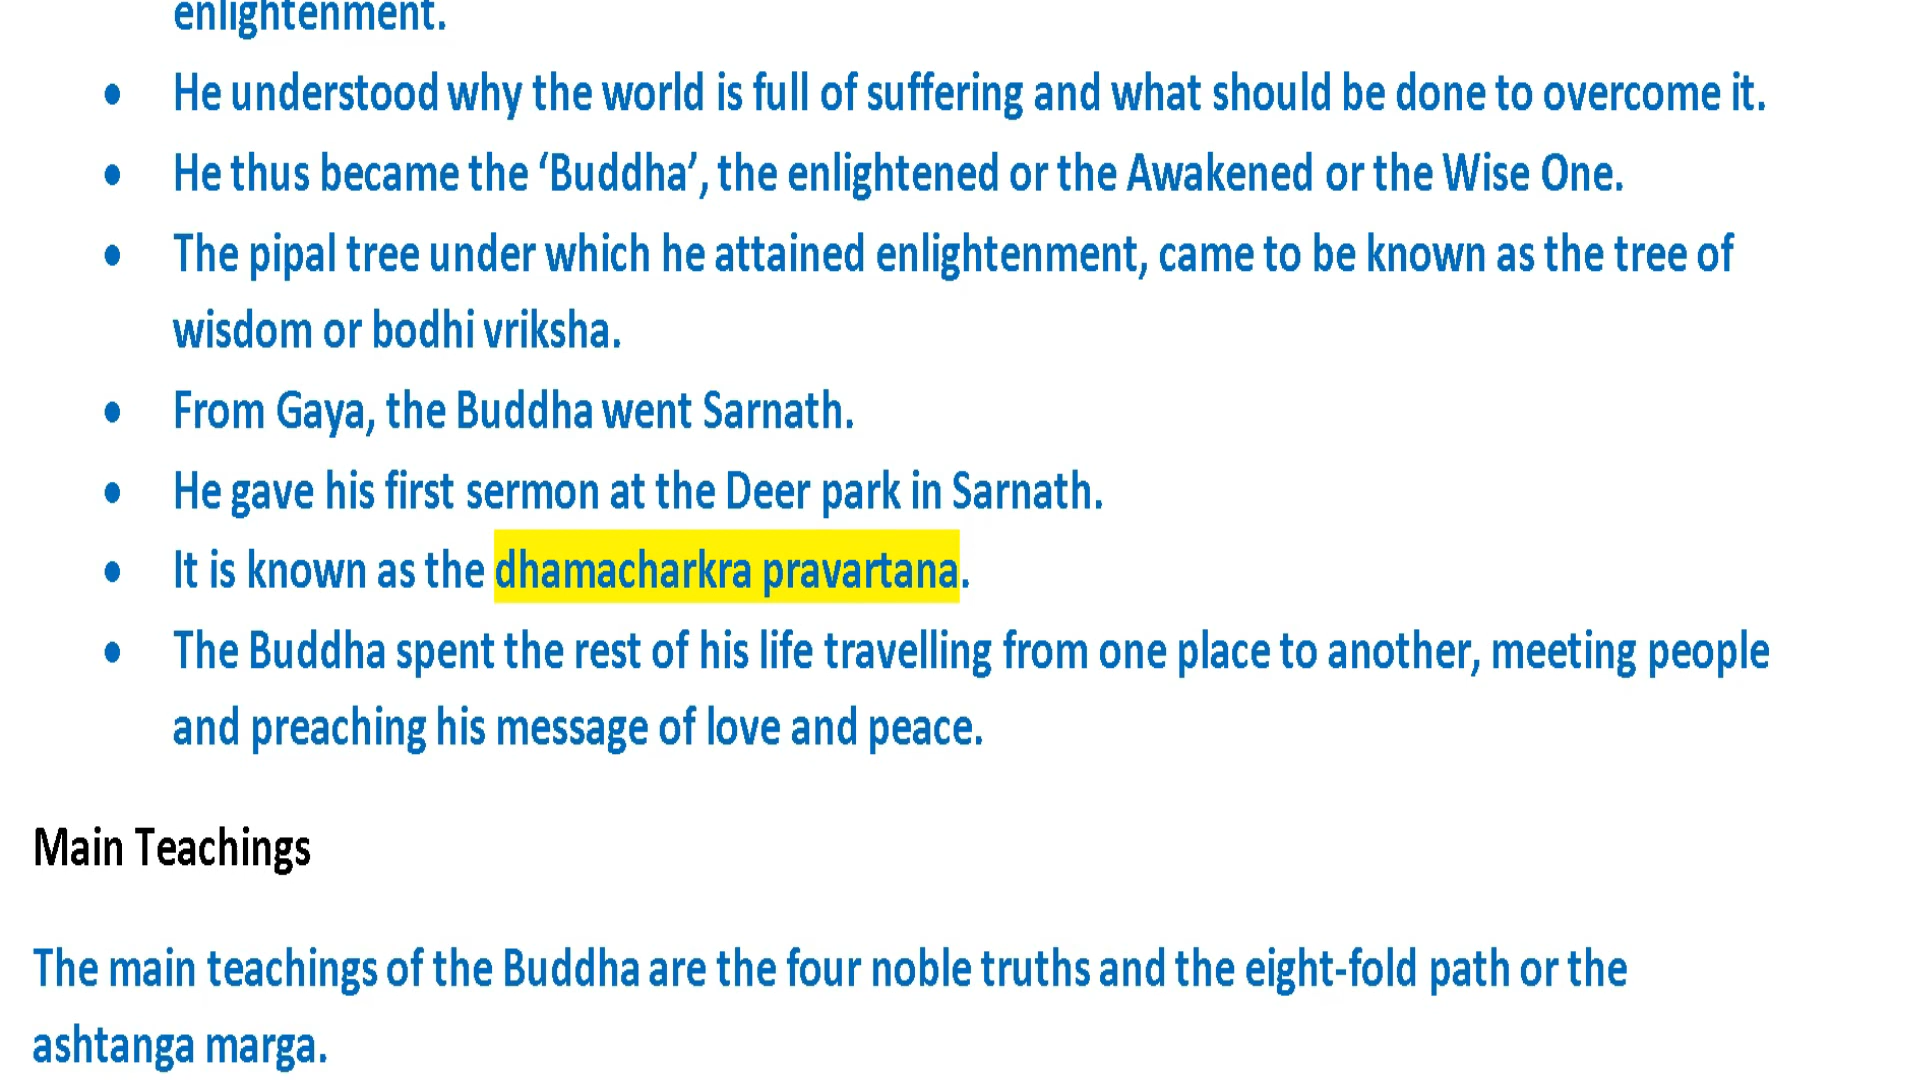 enlightenment.
• He understood why the world is full of suffering and what should be done to overcome it.
• He thus became the ‘Buddha’, the enlightened or the Awakened or the Wise One.
• The pipal tree under which he attained enlightenment, came to be known as the tree of
wisdom or bodhi vriksha.
• From Gaya, the Buddha went Sarnath.
• He gave his first sermon at the Deer park in Sarnath.
• It is known as the dhamacharkra pravartana.
• The Buddha spent the rest of his life travelling from one place to another, meeting people
and preaching his message of love and peace.
Main Teachings
The main teachings of the Buddha are the four noble truths and the eight-fold path or the
ashtanga marga.